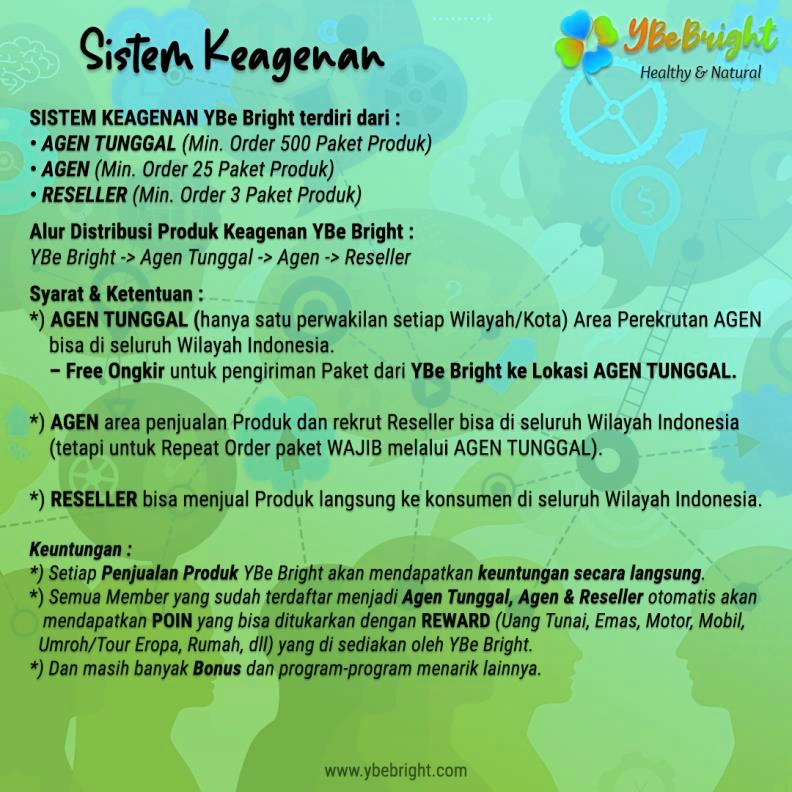 Sistem Keagenan
YBeBright
Healthy & Natural
SISTEM KEAGENAN YBe Bright terdiri dari :
• AGEN TUNGGAL (Min. Order 500 Paket Produk)
• AGEN (Min. Order 25 Paket Produk)
• RESELLER (Min. Order 3 Paket Produk)
Alur Distribusi Produk Keagenan YBe Bright :
YBe Bright -> Agen Tunggal -> Agen -> Reseller
Syarat & Ketentuan :
*) AGEN TUNGGAL (hanya satu perwakilan setiap Wilayah/Kota) Area Perekrutan AGEN
bisa di seluruh Wilayah Indonesia.
– Free Ongkir untuk pengiriman Paket dari YBe Bright ke Lokasi AGEN TUNGGAL.
*) AGEN area penjualan Produk dan rekrut Reseller bisa di seluruh Wilayah Indonesia
(tetapi untuk Repeat Order paket WAJIB melalui AGEN TUNGGAL).
*) RESELLER bisa menjual Produk langsung ke konsumen di seluruh Wilayah Indonesia.
Keuntungan :
*) Setiap Penjualan Produk YBe Bright akan mendapatkan keuntungan secara langsung.
*) Semua Member yang sudah terdaftar menjadi Agen Tunggal, Agen & Reseller otomatis akan
mendapatkan POIN yang bisa ditukarkan dengan REWARD (Uang Tunai, Emas, Motor, Mobil,
Umroh/Tour Eropa, Rumah, dll) yang di sediakan oleh YBe Bright.
*) Dan masih banyak Bonus dan program-program menarik lainnya.
www.ybebright.com